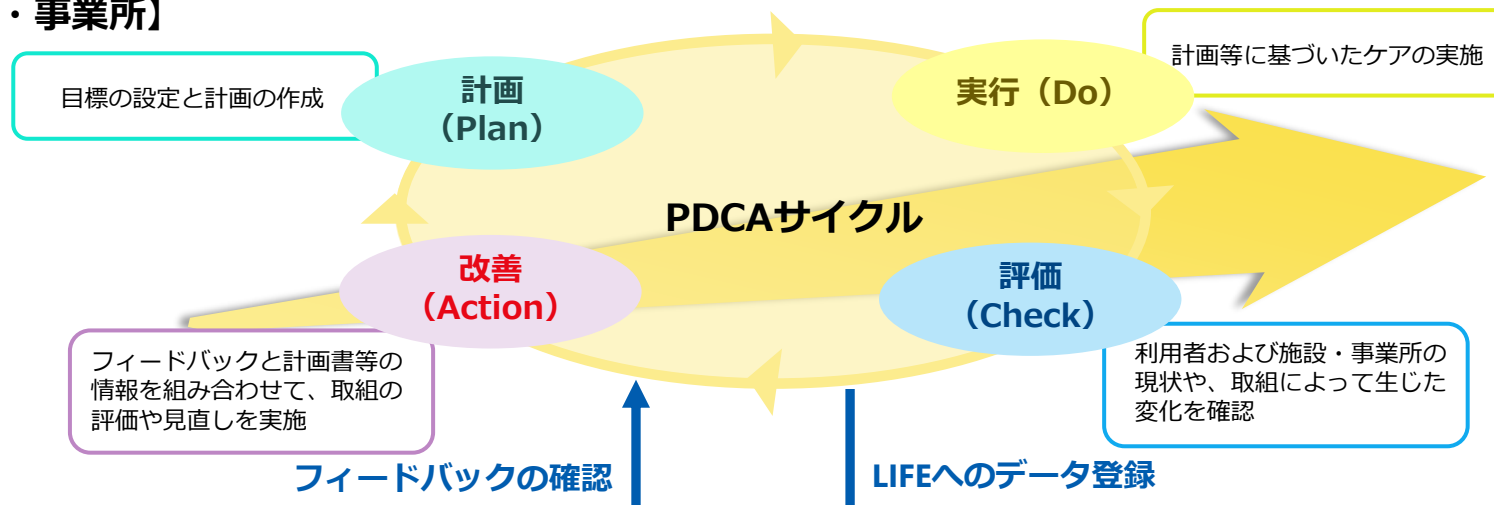 ・事業所】
目標の設定と計画の作成
計画
（Plan）
実行（Do）
計画等に基づいたケアの実施
PDCAサイクル
改善
（Action）
評価
（Check）
フィードバックと計画書等の
情報を組み合わせて、取組の
評価や見直しを実施
利用者および施設・事業所の
現状や、取組によって生じた
変化を確認
フィードバックの確認
LIFEへのデータ登録